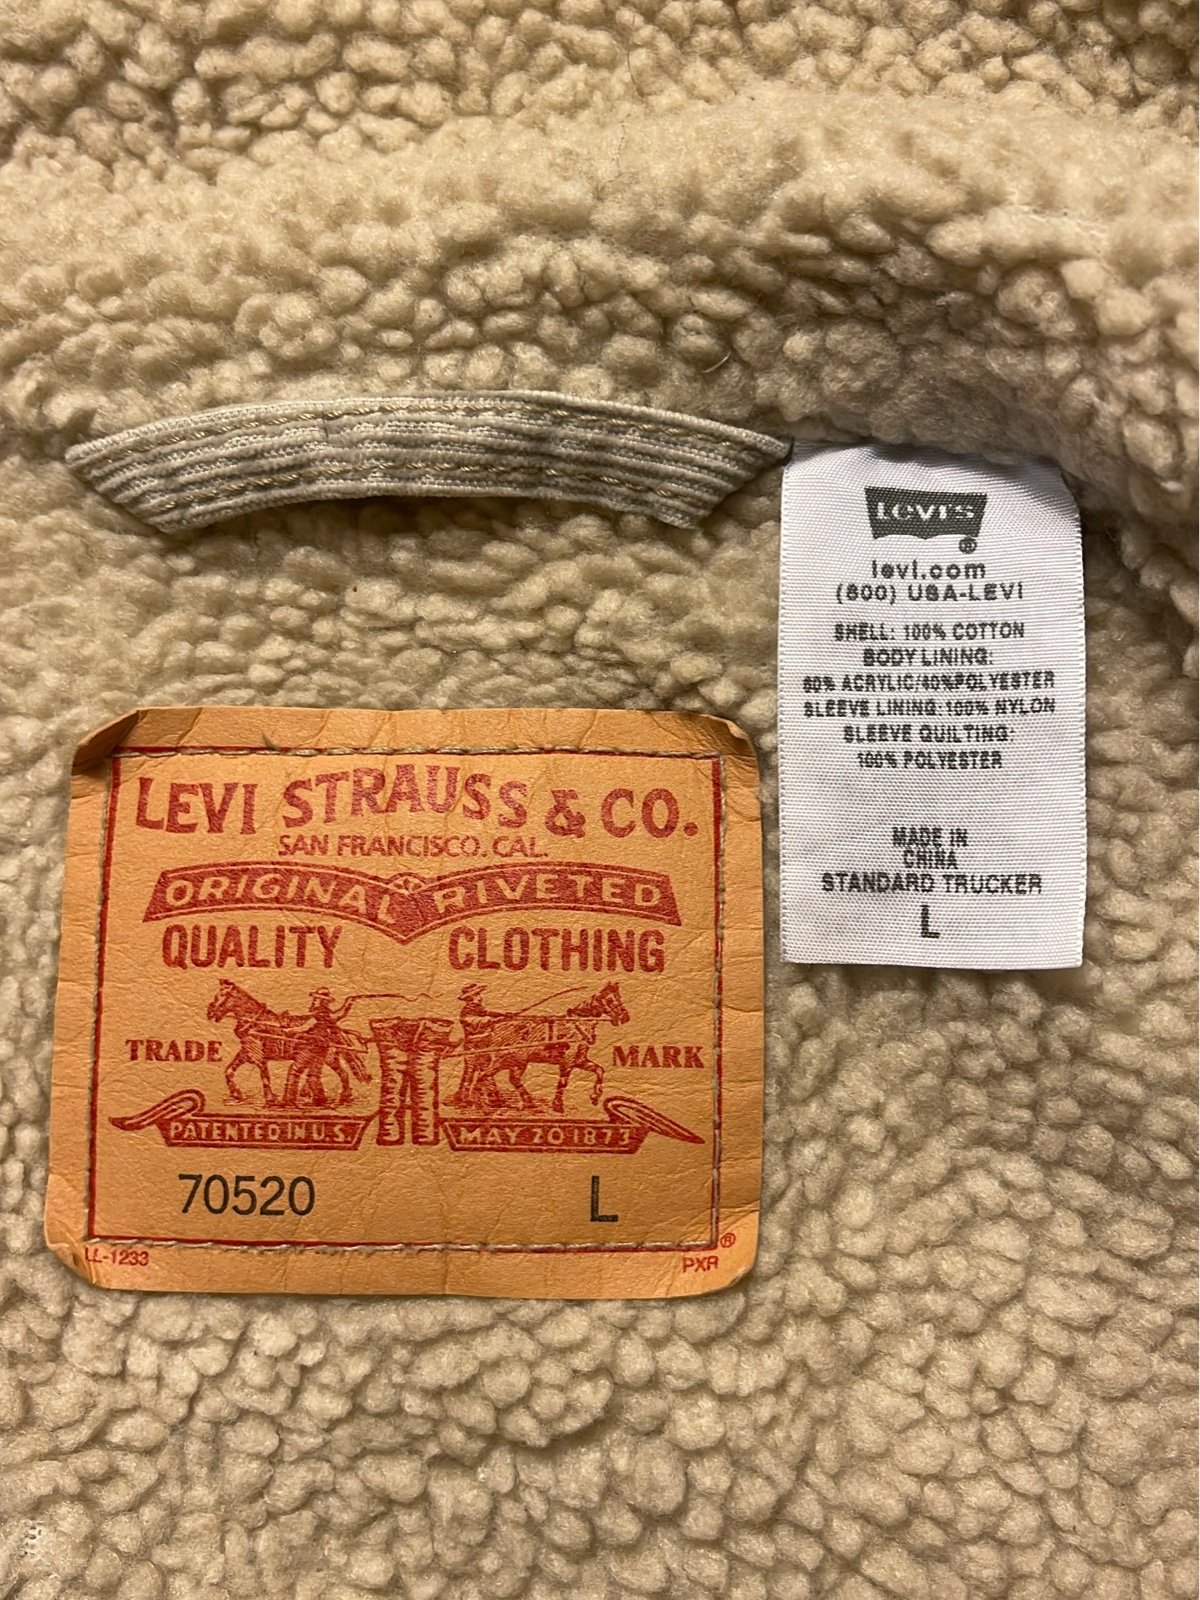 LEVI'S
®
levi.com
(800) USA-LEVI
SHELL: 100% COTTON
BODY LINING:
60% ACRYLIC/40%POLYESTER
SLEEVE LINING:100% NYLON
SLEEVE QUILTING:
100% POLYESTER
MADE IN
CHINA
STANDARD TRUCKER
L
LEVI STRAUSS & CO.
SAN FRANCISCO. CAL.
ORIGINAL RIVETED
QUALITY CLOTHING
TRADE MARK
PATENTED IN U.S. MAY 20 1873
70520 L
®
LL-1233 PXR